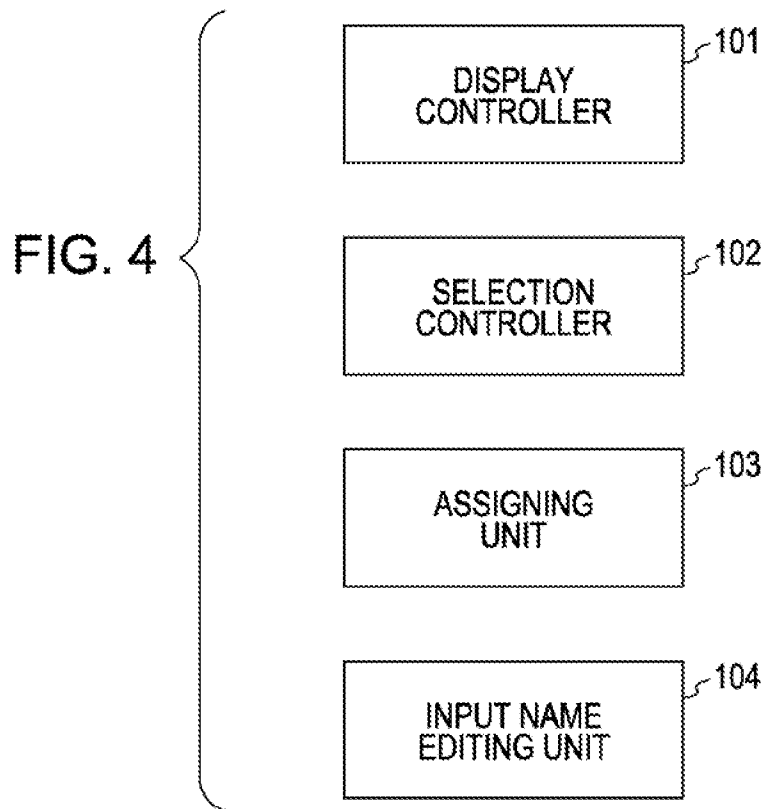 FIG. 4
DISPLAY
CONTROLLER
101
SELECTION
CONTROLLER
102
ASSIGNING
UNIT
103
INPUT NAME
EDITING UNIT
104